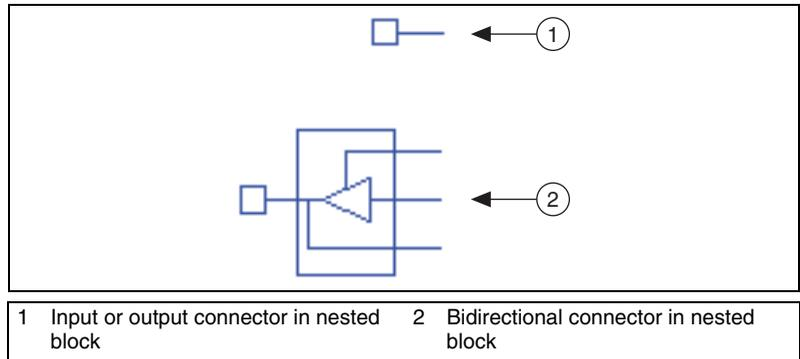 1
2
1 Input or output connector in nested block
2 Bidirectional connector in nested block